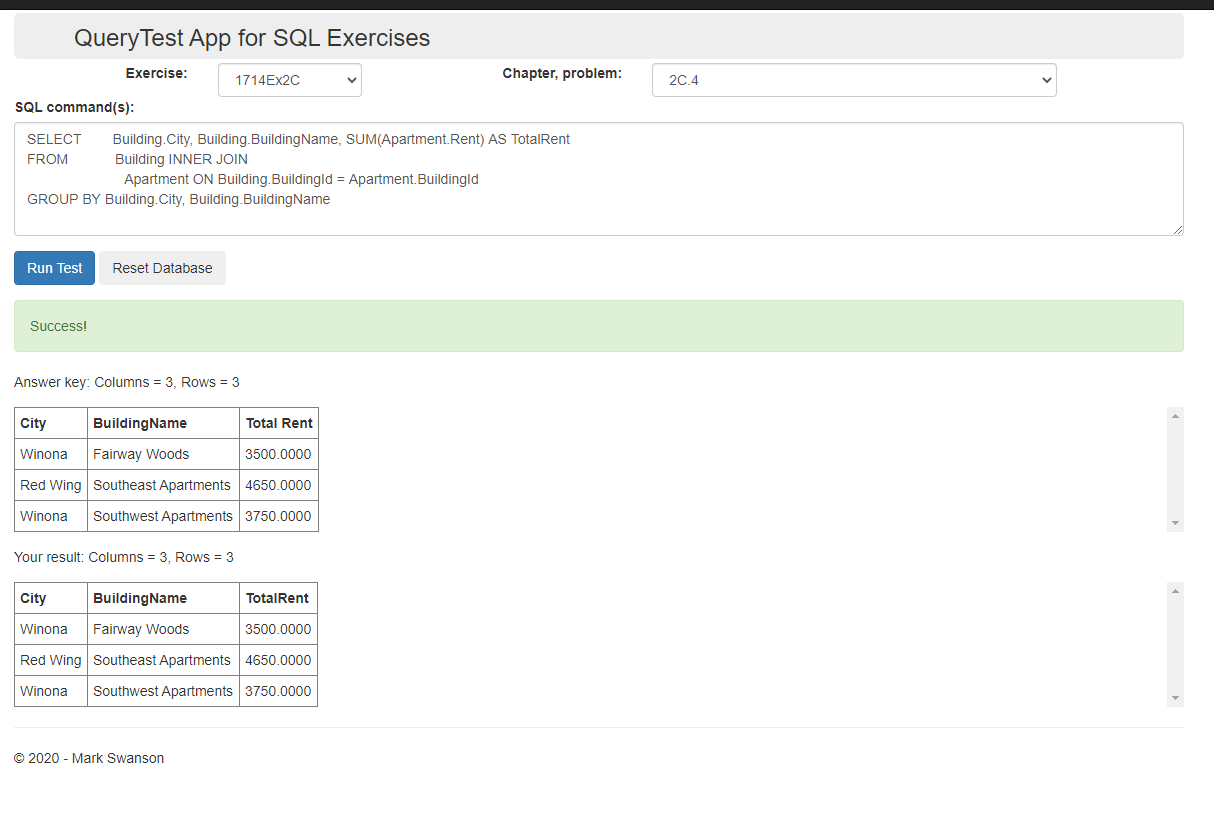 QueryTest App for SQL Exercises
Exercise: 1714Ex2C Chapter, problem: 2C.4
SQL command(s):
SELECT Building.City, Building.BuildingName, SUM(Apartment.Rent) AS TotalRent
FROM Building INNER JOIN
Apartment ON Building.BuildingId = Apartment.BuildingId
GROUP BY Building.City, Building.BuildingName
Run Test Reset Database
Success!
Answer key: Columns = 3, Rows = 3
City BuildingName Total Rent
Winona Fairway Woods 3500.0000
Red Wing Southeast Apartments 4650.0000
Winona Southwest Apartments 3750.0000
Your result: Columns = 3, Rows = 3
City BuildingName TotalRent
Winona Fairway Woods 3500.0000
Red Wing Southeast Apartments 4650.0000
Winona Southwest Apartments 3750.0000
© 2020 - Mark Swanson